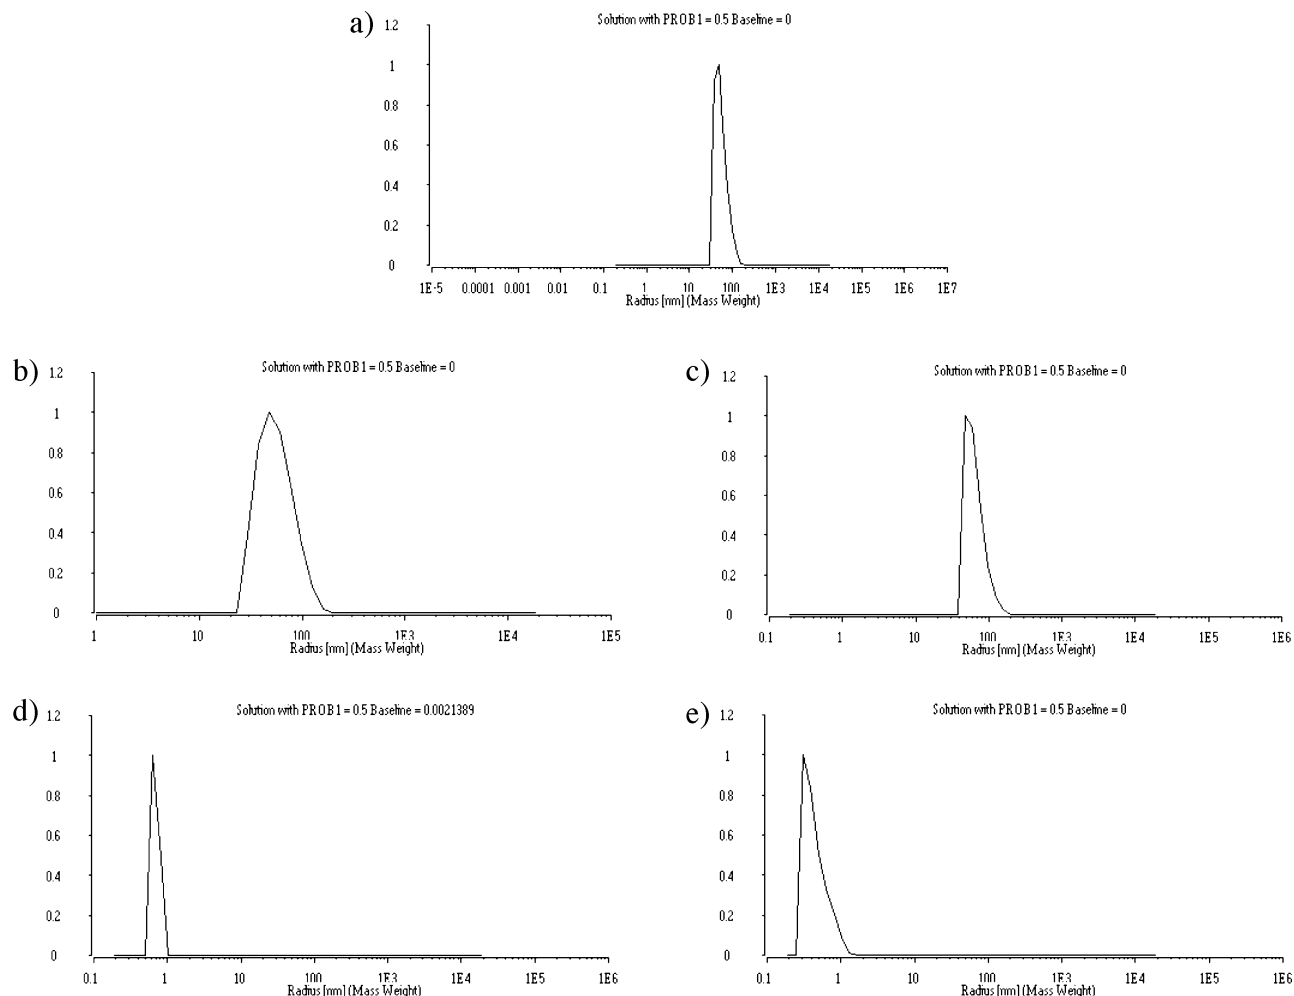 a)
Solution with PROB1 = 0.5 Baseline = 0
1.2
1
0.8
0.6
0.4
0.2
0
1E-5 0.0001 0.001 0.01 0.1 1 10 100 1E3 1E4 1E5 1E6 1E7
Radius [nm] (Mass Weight)
b)
Solution with PROB1 = 0.5 Baseline = 0
1.2
1
0.8
0.6
0.4
0.2
0
1 10 100 1E3 1E4 1E5
Radius [nm] (Mass Weight)
c)
Solution with PROB1 = 0.5 Baseline = 0
1.2
1
0.8
0.6
0.4
0.2
0
0.1 1 10 100 1E3 1E4 1E5 1E6
Radius [nm] (Mass Weight)
d)
Solution with PROB1 = 0.5 Baseline = 0.0021389
1.2
1
0.8
0.6
0.4
0.2
0
0.1 1 10 100 1E3 1E4 1E5 1E6
Radius [nm] (Mass Weight)
e)
Solution with PROB1 = 0.5 Baseline = 0
1.2
1
0.8
0.6
0.4
0.2
0
0.1 1 10 100 1E3 1E4 1E5 1E6
Radius [nm] (Mass Weight)